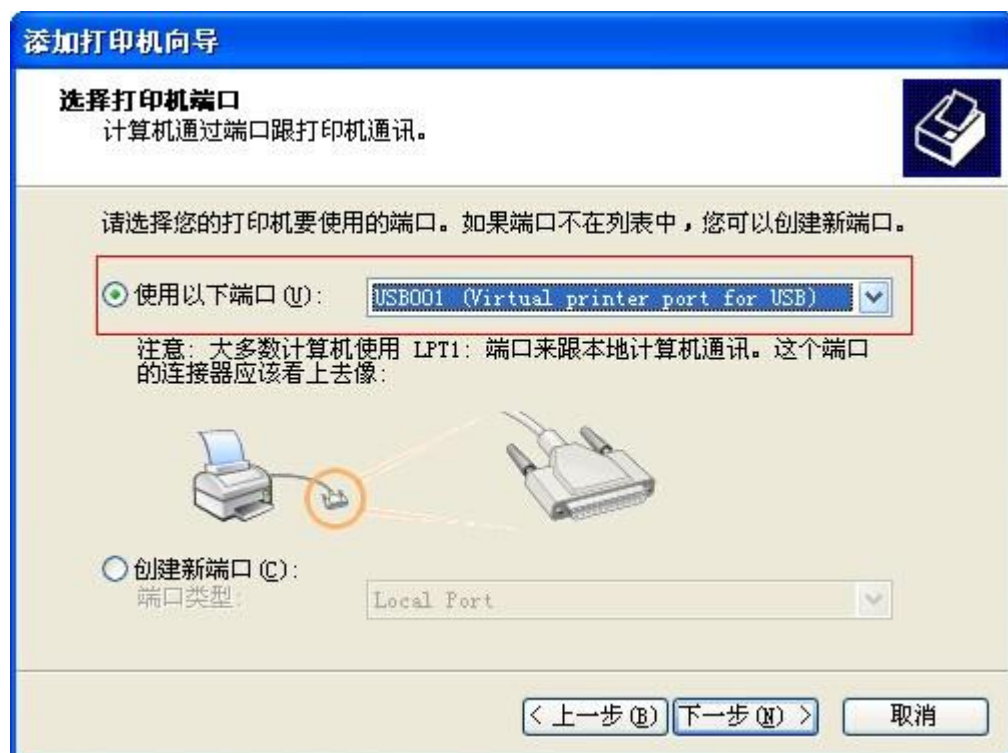 添加打印机向导
选择打印机端口
计算机通过端口跟打印机通讯。
请选择您的打印机要使用的端口。如果端口不在列表中，您可以创建新端口。
使用以下端口(U): USB001 (Virtual printer port for USB)
注意: 大多数计算机使用 LPT1: 端口来跟本地计算机通讯。这个端口
的连接器应该看上去像:
创建新端口(C):
端口类型: Local Port
< 上一步(B) 下一步(N) > 取消